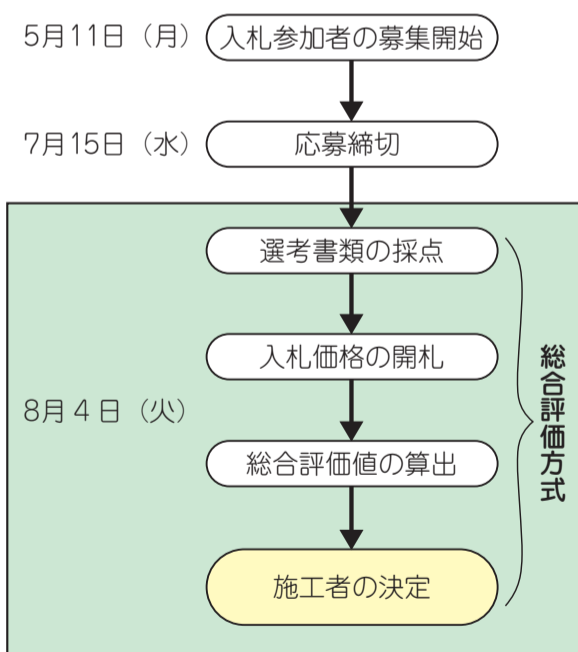 5月11日（月） 入札参加者の募集開始
7月15日（水） 応募締切
選考書類の採点
入札価格の開札
8月4日（火）
総合評価値の算出
施工者の決定
総合評価方式